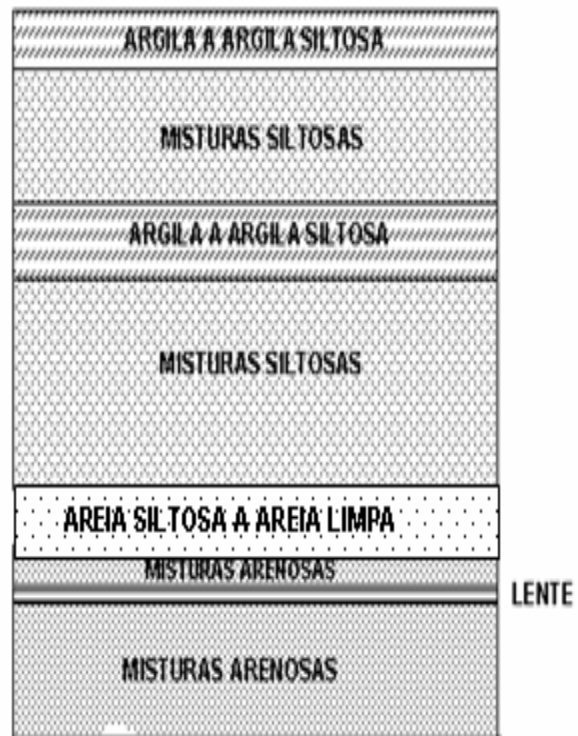 ARGILA A ARGILA SILTOSA
MISTURAS SILTOSAS
ARGILA A ARGILA SILTOSA
MISTURAS SILTOSAS
AREIA SILTOSA A AREIA LIMPA
MISTURAS ARENOSAS
LENTE
MISTURAS ARENOSAS